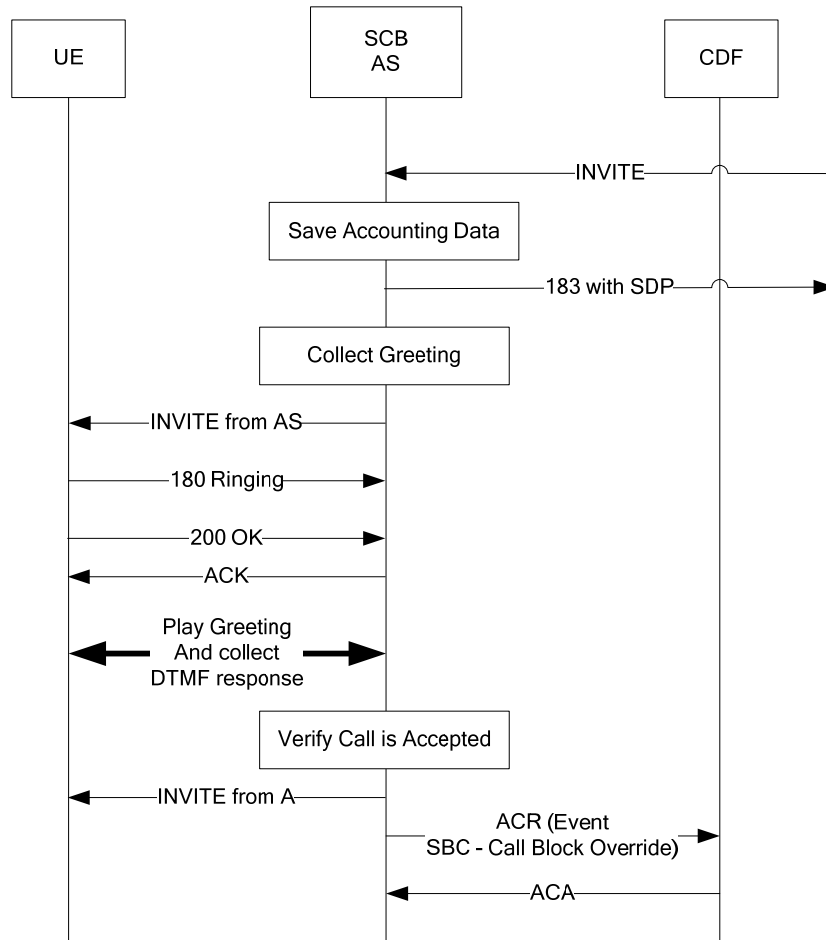 UE
SCB
AS
CDF
INVITE
Save Accounting Data
183 with SDP
Collect Greeting
INVITE from AS
180 Ringing
200 OK
ACK
Play Greeting
And collect
DTMF response
Verify Call is Accepted
INVITE from A
ACR (Event
SBC - Call Block Override)
ACA